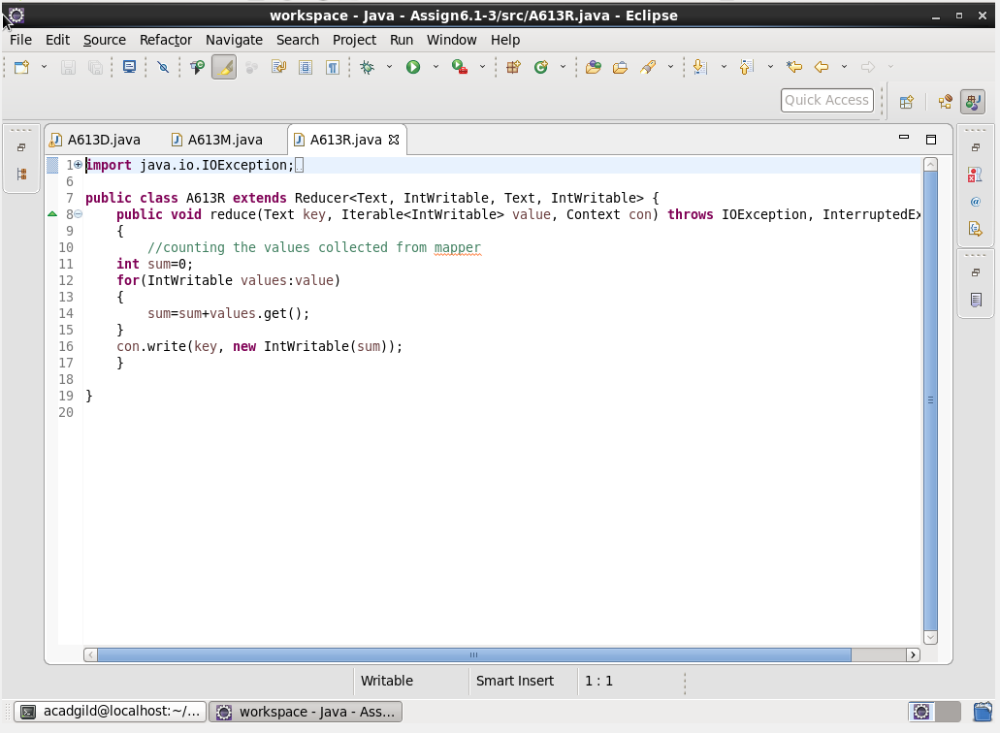 workspace - Java - Assign6.1-3/src/A613R.java - Eclipse
File Edit Source Refactor Navigate Search Project Run Window Help
Quick Access
A613D.java A613M.java A613R.java
1 import java.io.IOException;
6
7 public class A613R extends Reducer<Text, IntWritable, Text, IntWritable> {
8 public void reduce(Text key, Iterable<IntWritable> value, Context con) throws IOException, InterruptedEx
9 {
10 //counting the values collected from mapper
11 int sum=0;
12 for(IntWritable values:value)
13 {
14 sum=sum+values.get();
15 }
16 con.write(key, new IntWritable(sum));
17 }
18
19 }
20
Writable Smart Insert 1 : 1
acadgild@localhost:~/... workspace - Java - Ass...